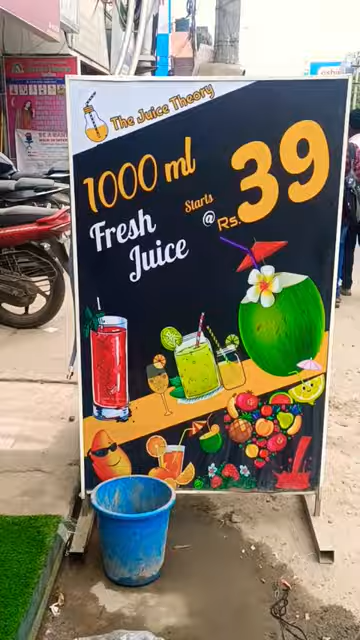 The Juice Theory
1000 ml
Fresh
Juice
Starts
@ Rs. 39